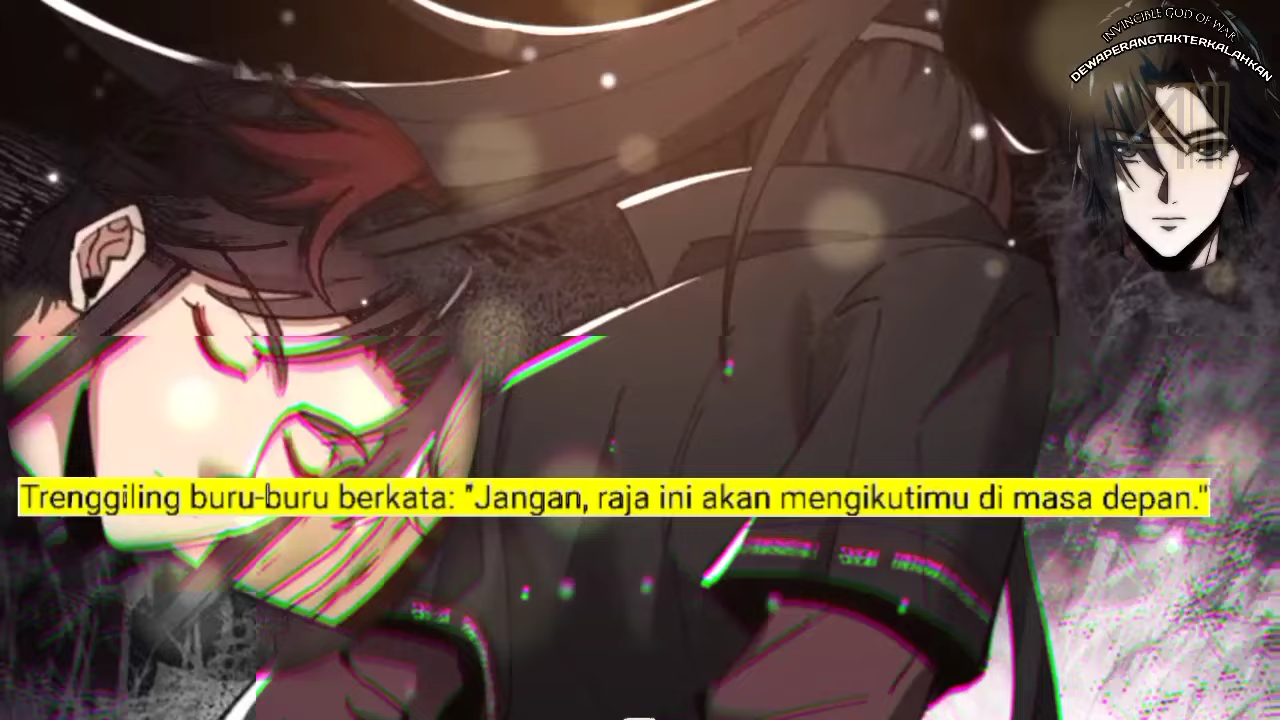 INVINCIBLE GOD OF WAR
DEWAPERANGTAKTERKALAHKAN
Trenggiling buru-buru berkata: "Jangan, raja ini akan mengikutimu di masa depan."